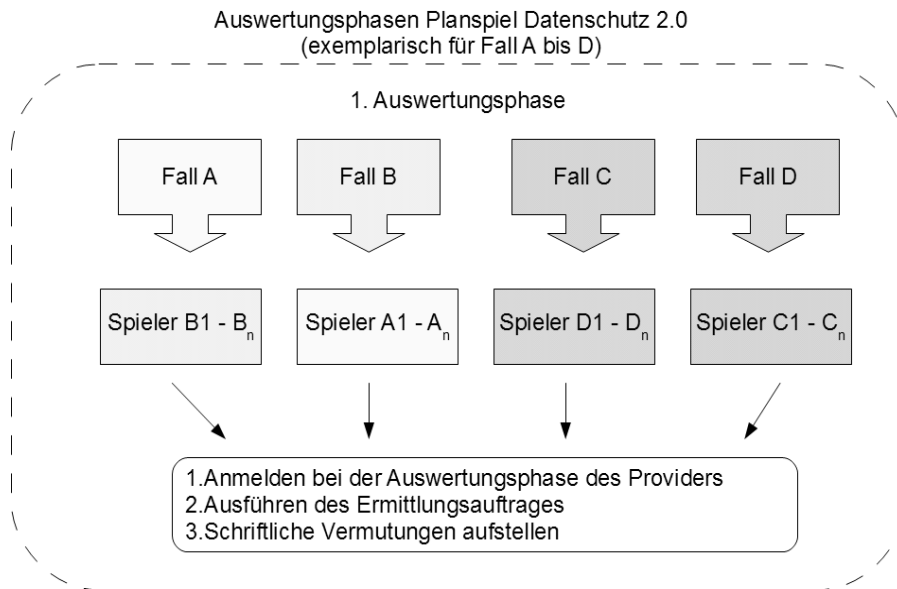 Auswertungsphasen Planspiel Datenschutz 2.0
(exemplarisch für Fall A bis D)
1. Auswertungsphase
Fall A
Fall B
Fall C
Fall D
Spieler B1 - Bn
Spieler A1 - An
Spieler D1 - Dn
Spieler C1 - Cn
1.Anmelden bei der Auswertungsphase des Providers
2.Ausführen des Ermittlungsauftrages
3.Schriftliche Vermutungen aufstellen